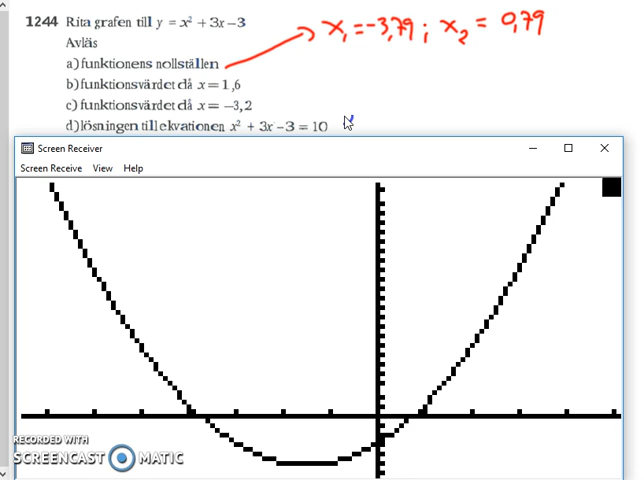 1244 Rita grafen till y = x² + 3x – 3
Avläs
a) funktionens nollställen
x₁ = -3,79 ; x₂ = 0,79
b) funktionsvärdet då x = 1,6
c) funktionsvärdet då x = –3,2
d) lösningen till ekvationen x² + 3x – 3 = 10
Screen Receiver
Screen Receive View Help
RECORDED WITH
SCREENCAST MATIC